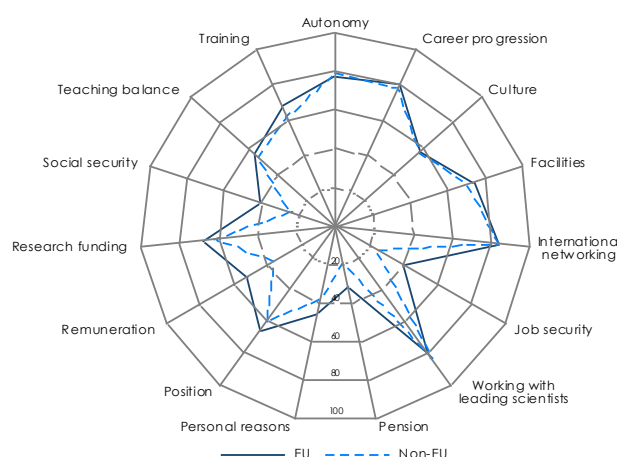 Autonomy
Training
Career progression
Teaching balance
Culture
Social security
Facilities
Research funding
Internationa
networking
20
40
Remuneration
Job security
60
80
Position
Working with
leading scientists
100
Personal reasons
Pension
EU
Non-EU